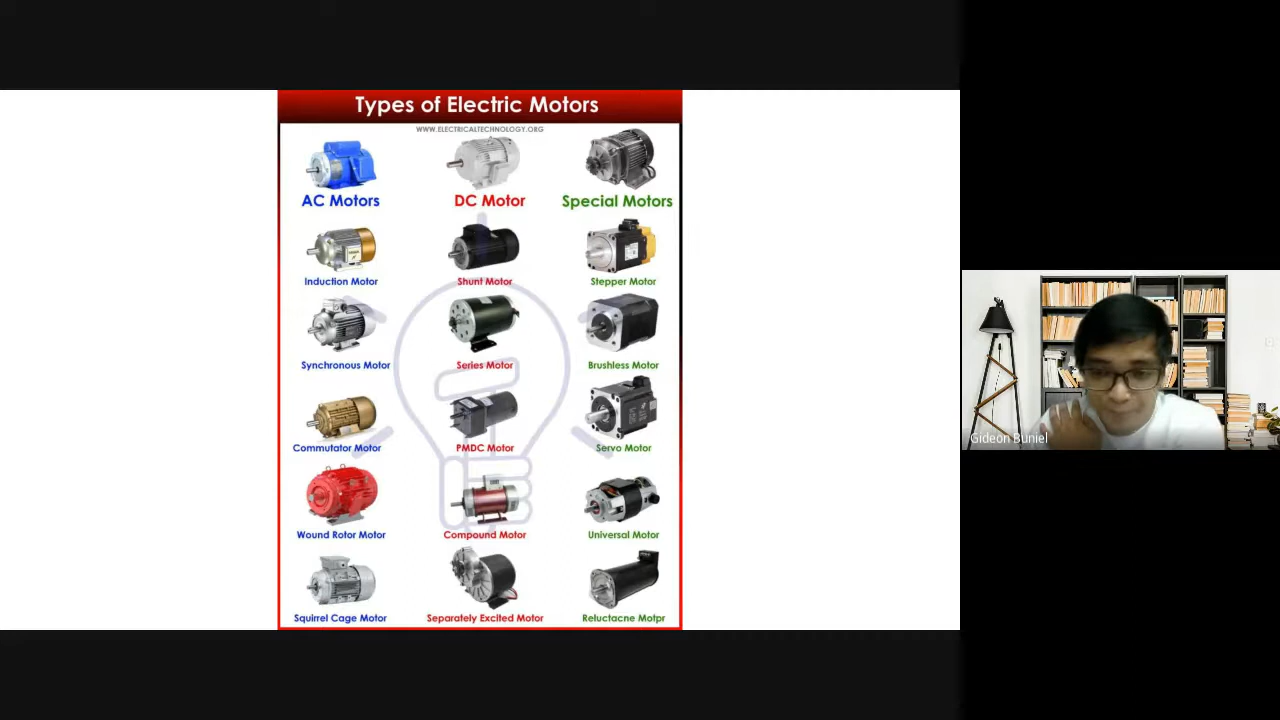 Types of Electric Motors
WWW.ELECTRICALTECHNOLOGY.ORG
AC Motors DC Motor Special Motors
Induction Motor Shunt Motor Stepper Motor
Synchronous Motor Series Motor Brushless Motor
Commutator Motor PMDC Motor Servo Motor
Wound Rotor Motor Compound Motor Universal Motor
Squirrel Cage Motor Separately Excited Motor Reluctacne Motpr
Gideon Buniel